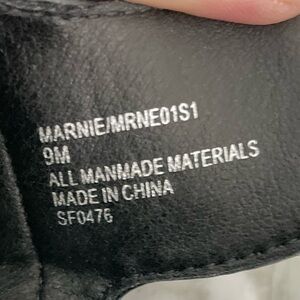 MARNIE/MRNE01S1
9M
ALL MANMADE MATERIALS
MADE IN CHINA
SF0476